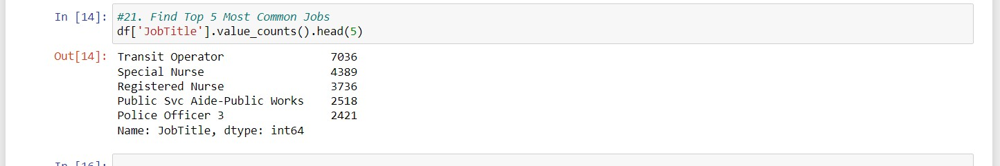 In [14]: #21. Find Top 5 Most Common Jobs
df['JobTitle'].value_counts().head(5)
Out[14]: Transit Operator 7036
Special Nurse 4389
Registered Nurse 3736
Public Svc Aide-Public Works 2518
Police Officer 3 2421
Name: JobTitle, dtype: int64
In [16]: